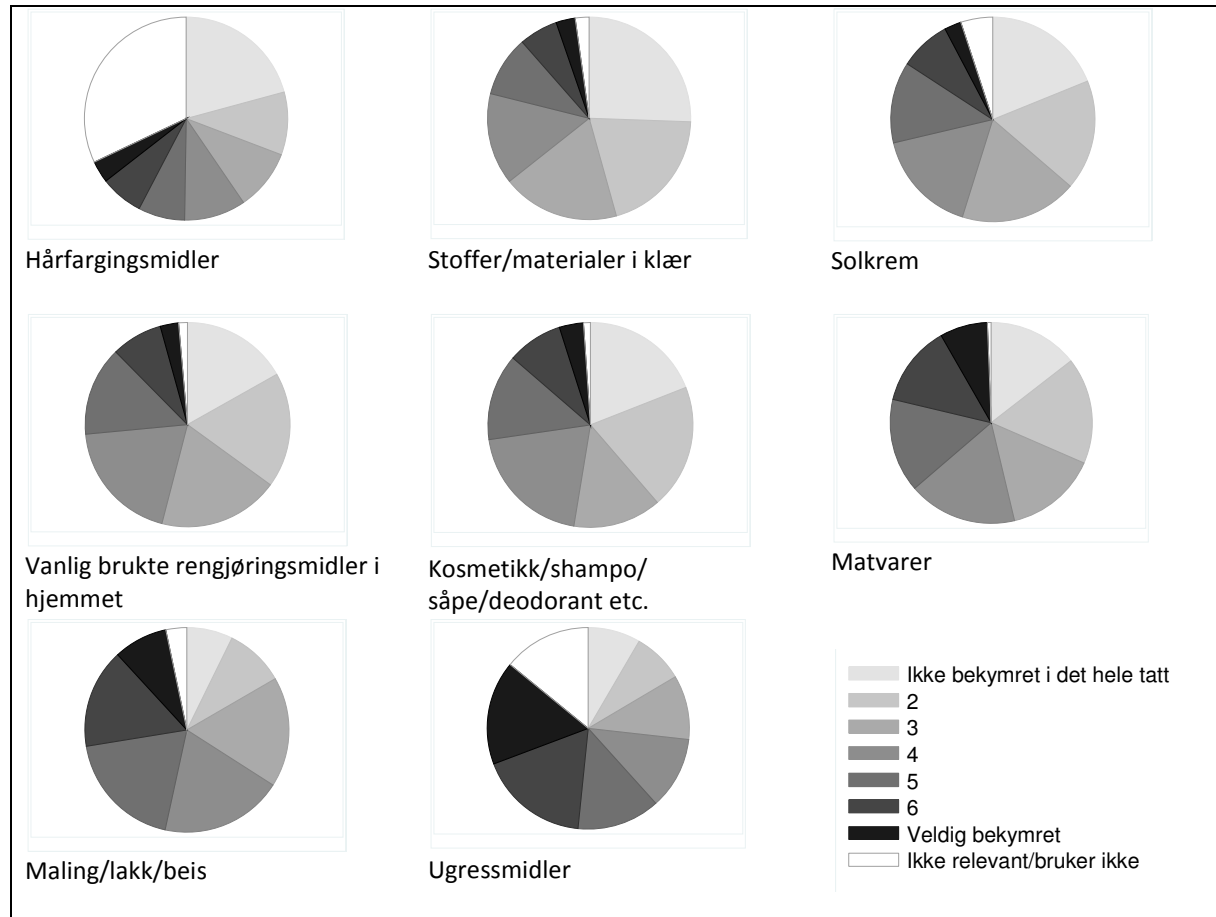 Hårfargingsmidler
Stoffer/materialer i klær
Solkrem
Vanlig brukte rengjøringsmidler i
hjemmet
Kosmetikk/shampo/
såpe/deodorant etc.
Matvarer
Maling/lakk/beis
Ugressmidler
Ikke bekymret i det hele tatt
2
3
4
5
6
Veldig bekymret
Ikke relevant/bruker ikke